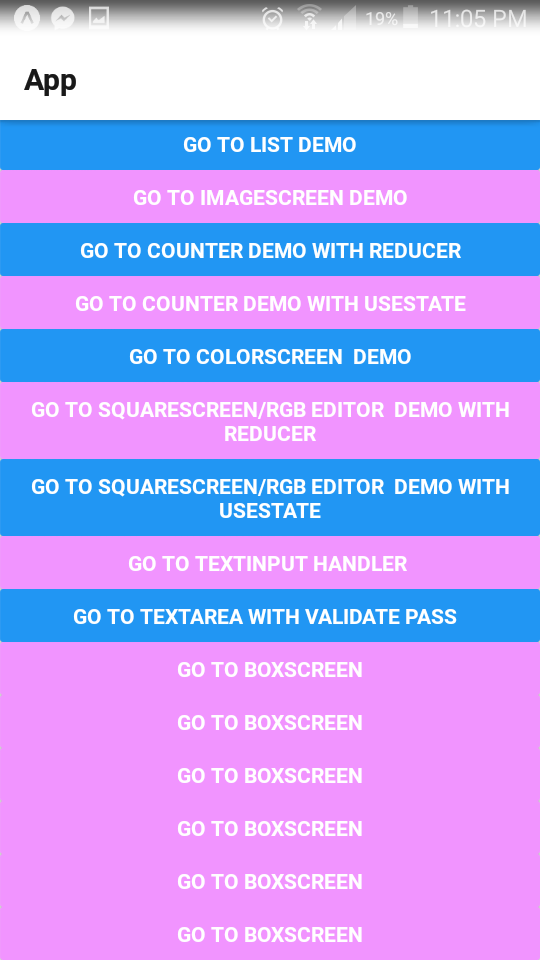 19% 11:05 PM
App
GO TO LIST DEMO
GO TO IMAGESCREEN DEMO
GO TO COUNTER DEMO WITH REDUCER
GO TO COUNTER DEMO WITH USESTATE
GO TO COLORSCREEN  DEMO
GO TO SQUARESCREEN/RGB EDITOR  DEMO WITH
REDUCER
GO TO SQUARESCREEN/RGB EDITOR  DEMO WITH
USESTATE
GO TO TEXTINPUT HANDLER
GO TO TEXTAREA WITH VALIDATE PASS
GO TO BOXSCREEN
GO TO BOXSCREEN
GO TO BOXSCREEN
GO TO BOXSCREEN
GO TO BOXSCREEN
GO TO BOXSCREEN